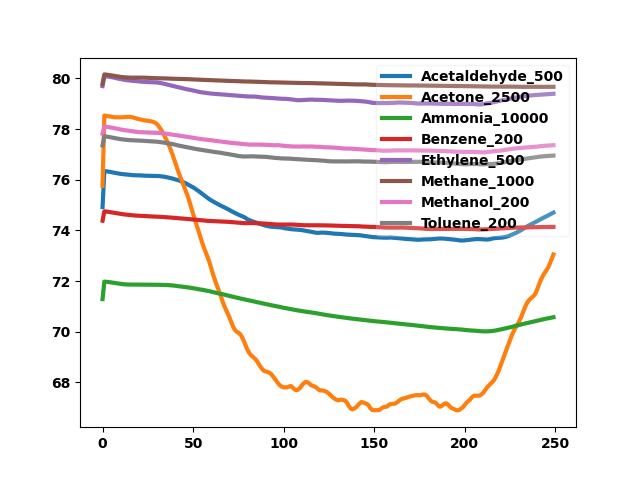 80
78
76
74
72
70
68
0
50
100
150
200
250
Acetaldehyde_500
Acetone_2500
Ammonia_10000
Benzene_200
Ethylene_500
Methane_1000
Methanol_200
Toluene_200